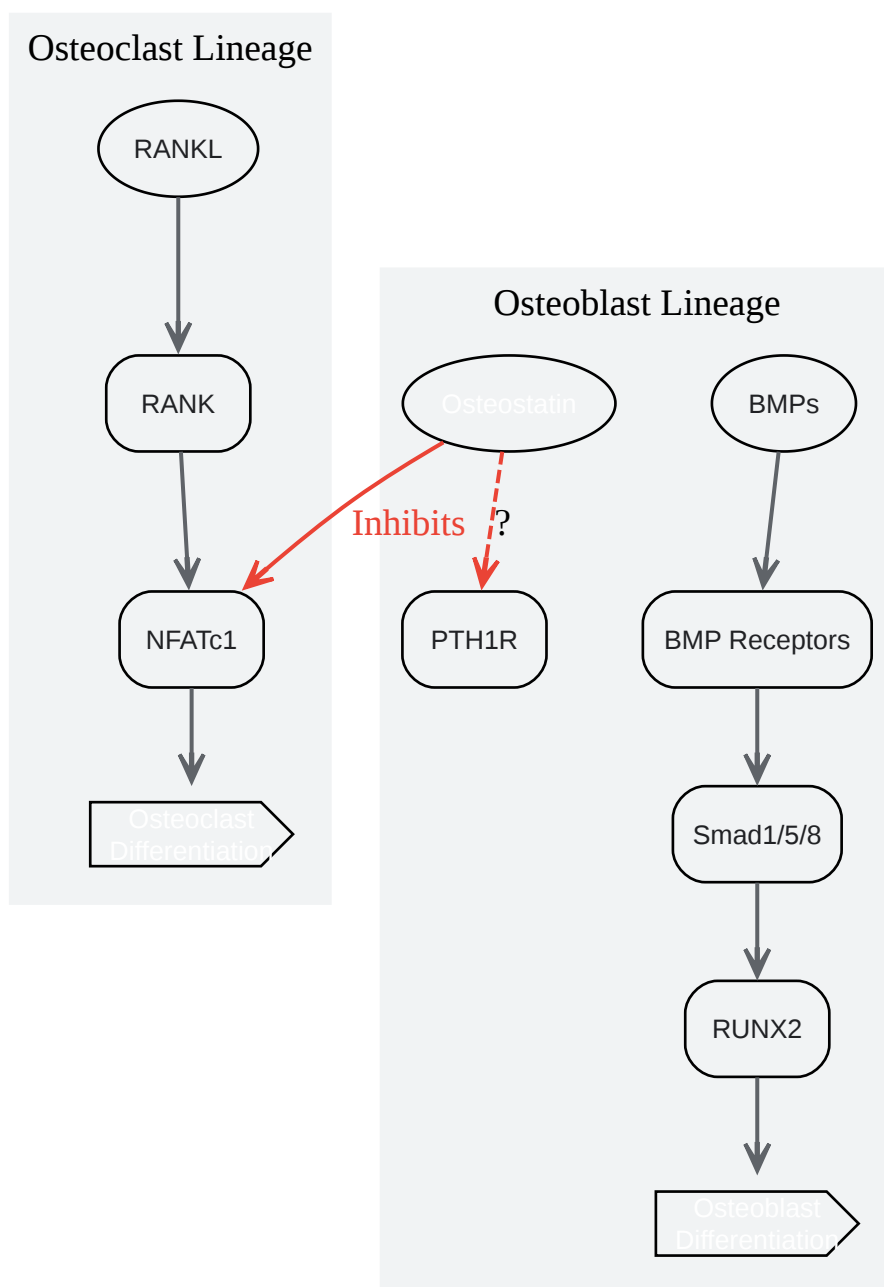 Osteoclast Lineage
RANKL
RANK
NFATc1
Osteoclast
Differentiation
Osteoblast Lineage
Osteostatin
BMPs
Inhibits
?
PTH1R
BMP Receptors
Smad1/5/8
RUNX2
Osteoblast
Differentiation